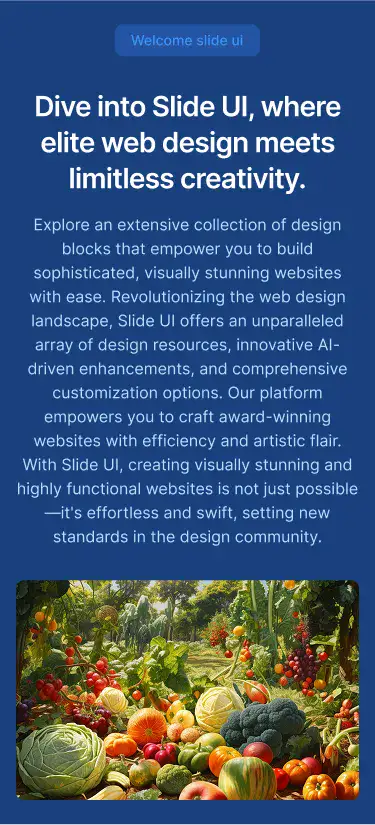 Welcome slide ui
Dive into Slide UI, where
elite web design meets
limitless creativity.
Explore an extensive collection of design
blocks that empower you to build
sophisticated, visually stunning websites
with ease. Revolutionizing the web design
landscape, Slide UI offers an unparalleled
array of design resources, innovative AI-
driven enhancements, and comprehensive
customization options. Our platform
empowers you to craft award-winning
websites with efficiency and artistic flair.
With Slide UI, creating visually stunning and
highly functional websites is not just possible
—it's effortless and swift, setting new
standards in the design community.